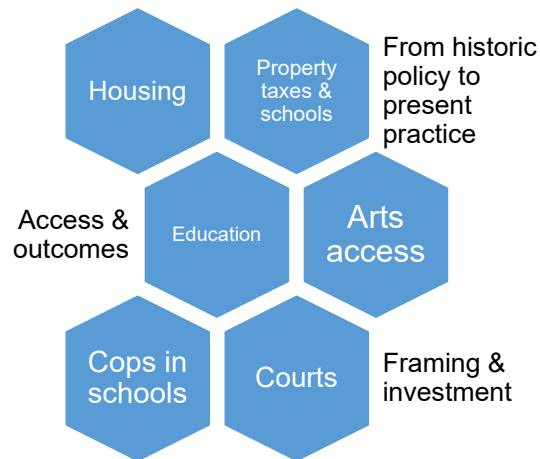 Housing
Property
taxes &
schools
From historic
policy to
present
practice
Access &
outcomes
Education
Arts
access
Cops in
schools
Courts
Framing &
investment